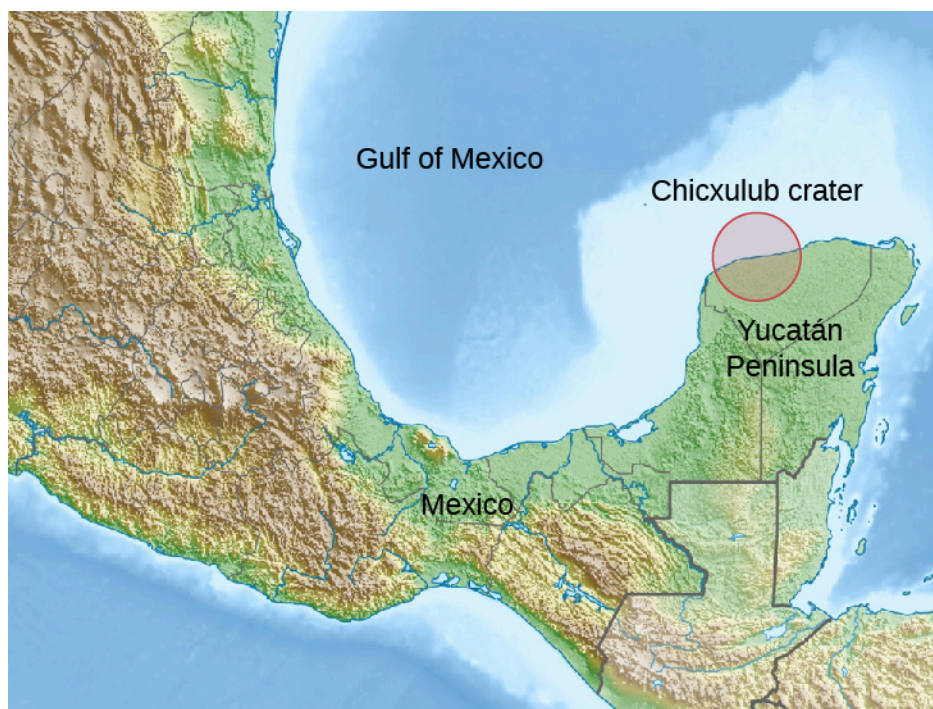 Gulf of Mexico
Chicxulub crater
Yucatán
Peninsula
Mexico